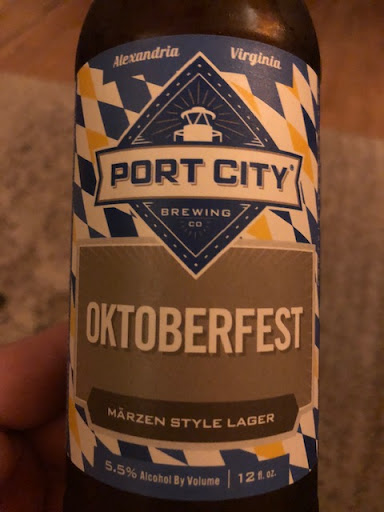 Alexandria Virginia
PORT CITY®
BREWING
CO
OKTOBERFEST
MÄRZEN STYLE LAGER
5.5% Alcohol By Volume | 12 fl. oz.